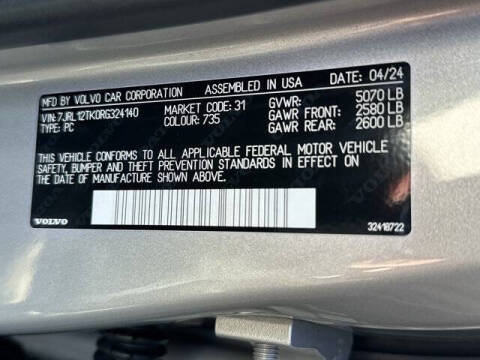 MFD BY VOLVO CAR CORPORATION ASSEMBLED IN USA DATE: 04/24
VIN: 7JRL12TK0RG324140 MARKET CODE: 31 GVWR: 5070 LB
TYPE: PC COLOUR: 735 GAWR FRONT: 2580 LB
GAWR REAR: 2600 LB
THIS VEHICLE CONFORMS TO ALL APPLICABLE FEDERAL MOTOR VEHICLE
SAFETY, BUMPER AND THEFT PREVENTION STANDARDS IN EFFECT ON
THE DATE OF MANUFACTURE SHOWN ABOVE.
VOLVO 32418722